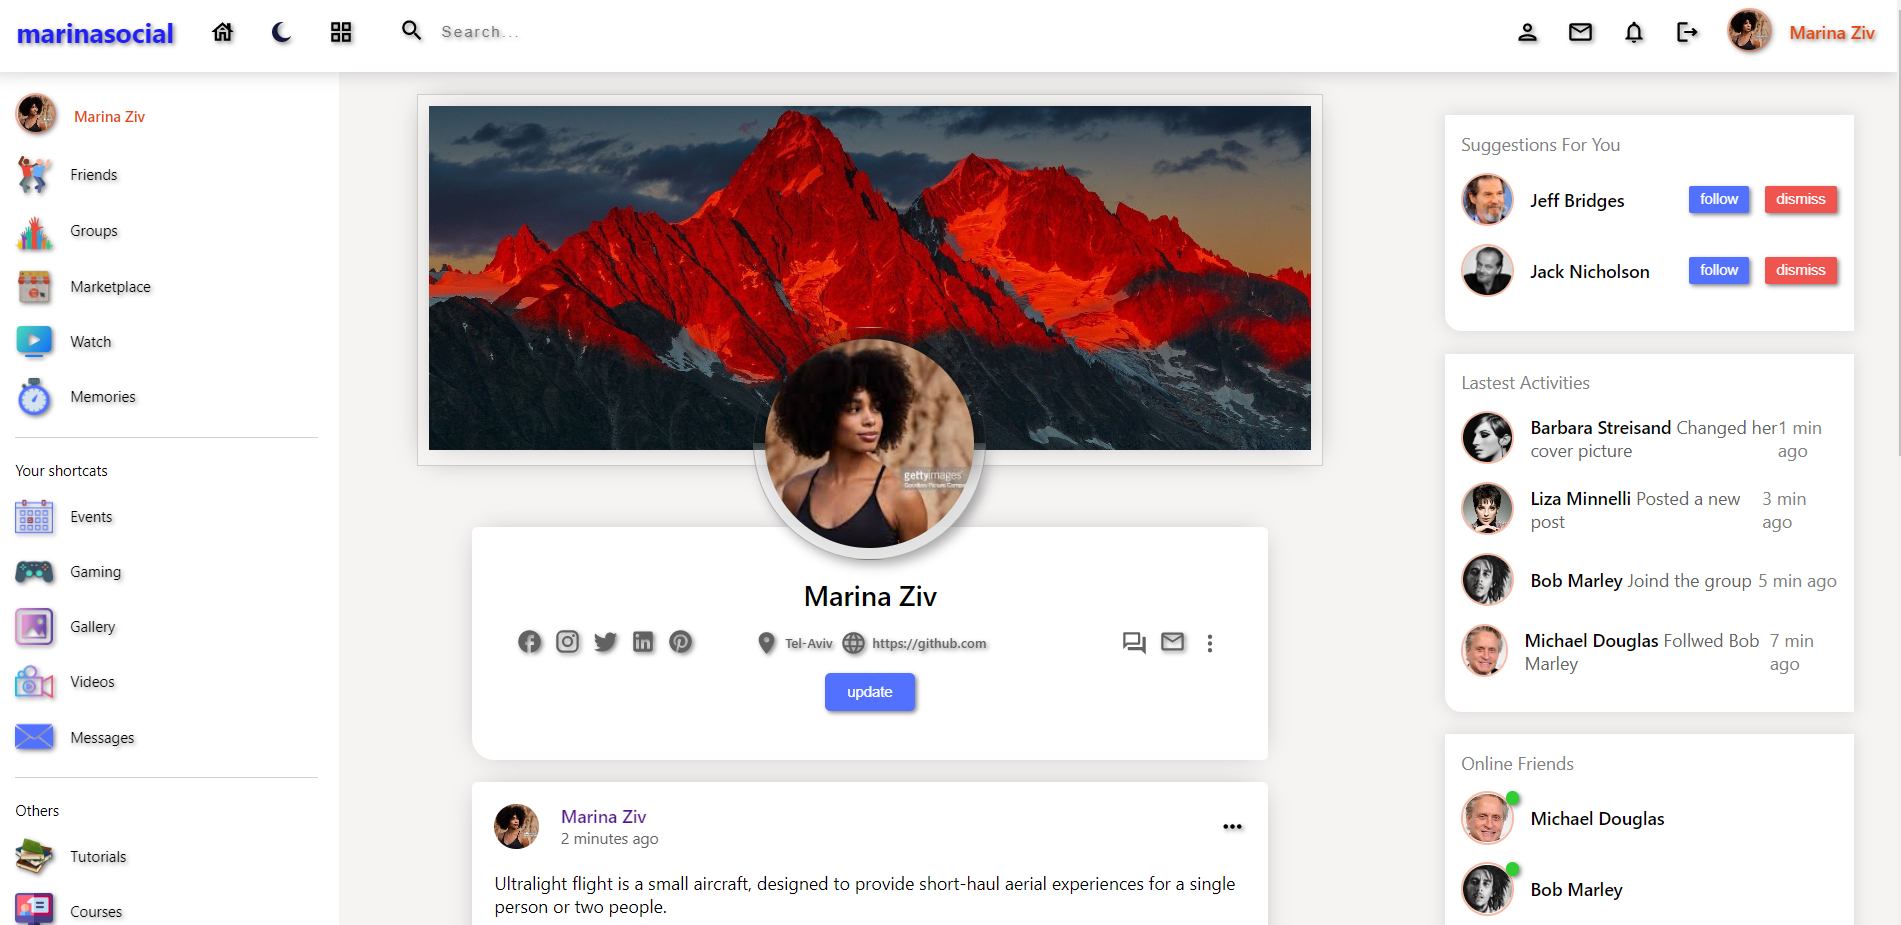 marinasocial
Search...
Marina Ziv
Marina Ziv
Friends
Groups
Marketplace
Watch
Memories
Your shortcats
Events
Gaming
Gallery
Videos
Messages
Others
Tutorials
Courses
gettyimages
Marina Ziv
Tel-Aviv
https://github.com
update
Marina Ziv
2 minutes ago
Ultralight flight is a small aircraft, designed to provide short-haul aerial experiences for a single
person or two people.
Suggestions For You
Jeff Bridges follow dismiss
Jack Nicholson follow dismiss
Lastest Activities
Barbara Streisand Changed her 1 min
cover picture ago
Liza Minnelli Posted a new 3 min
post ago
Bob Marley Joind the group 5 min ago
Michael Douglas Follwed Bob 7 min
Marley ago
Online Friends
Michael Douglas
Bob Marley